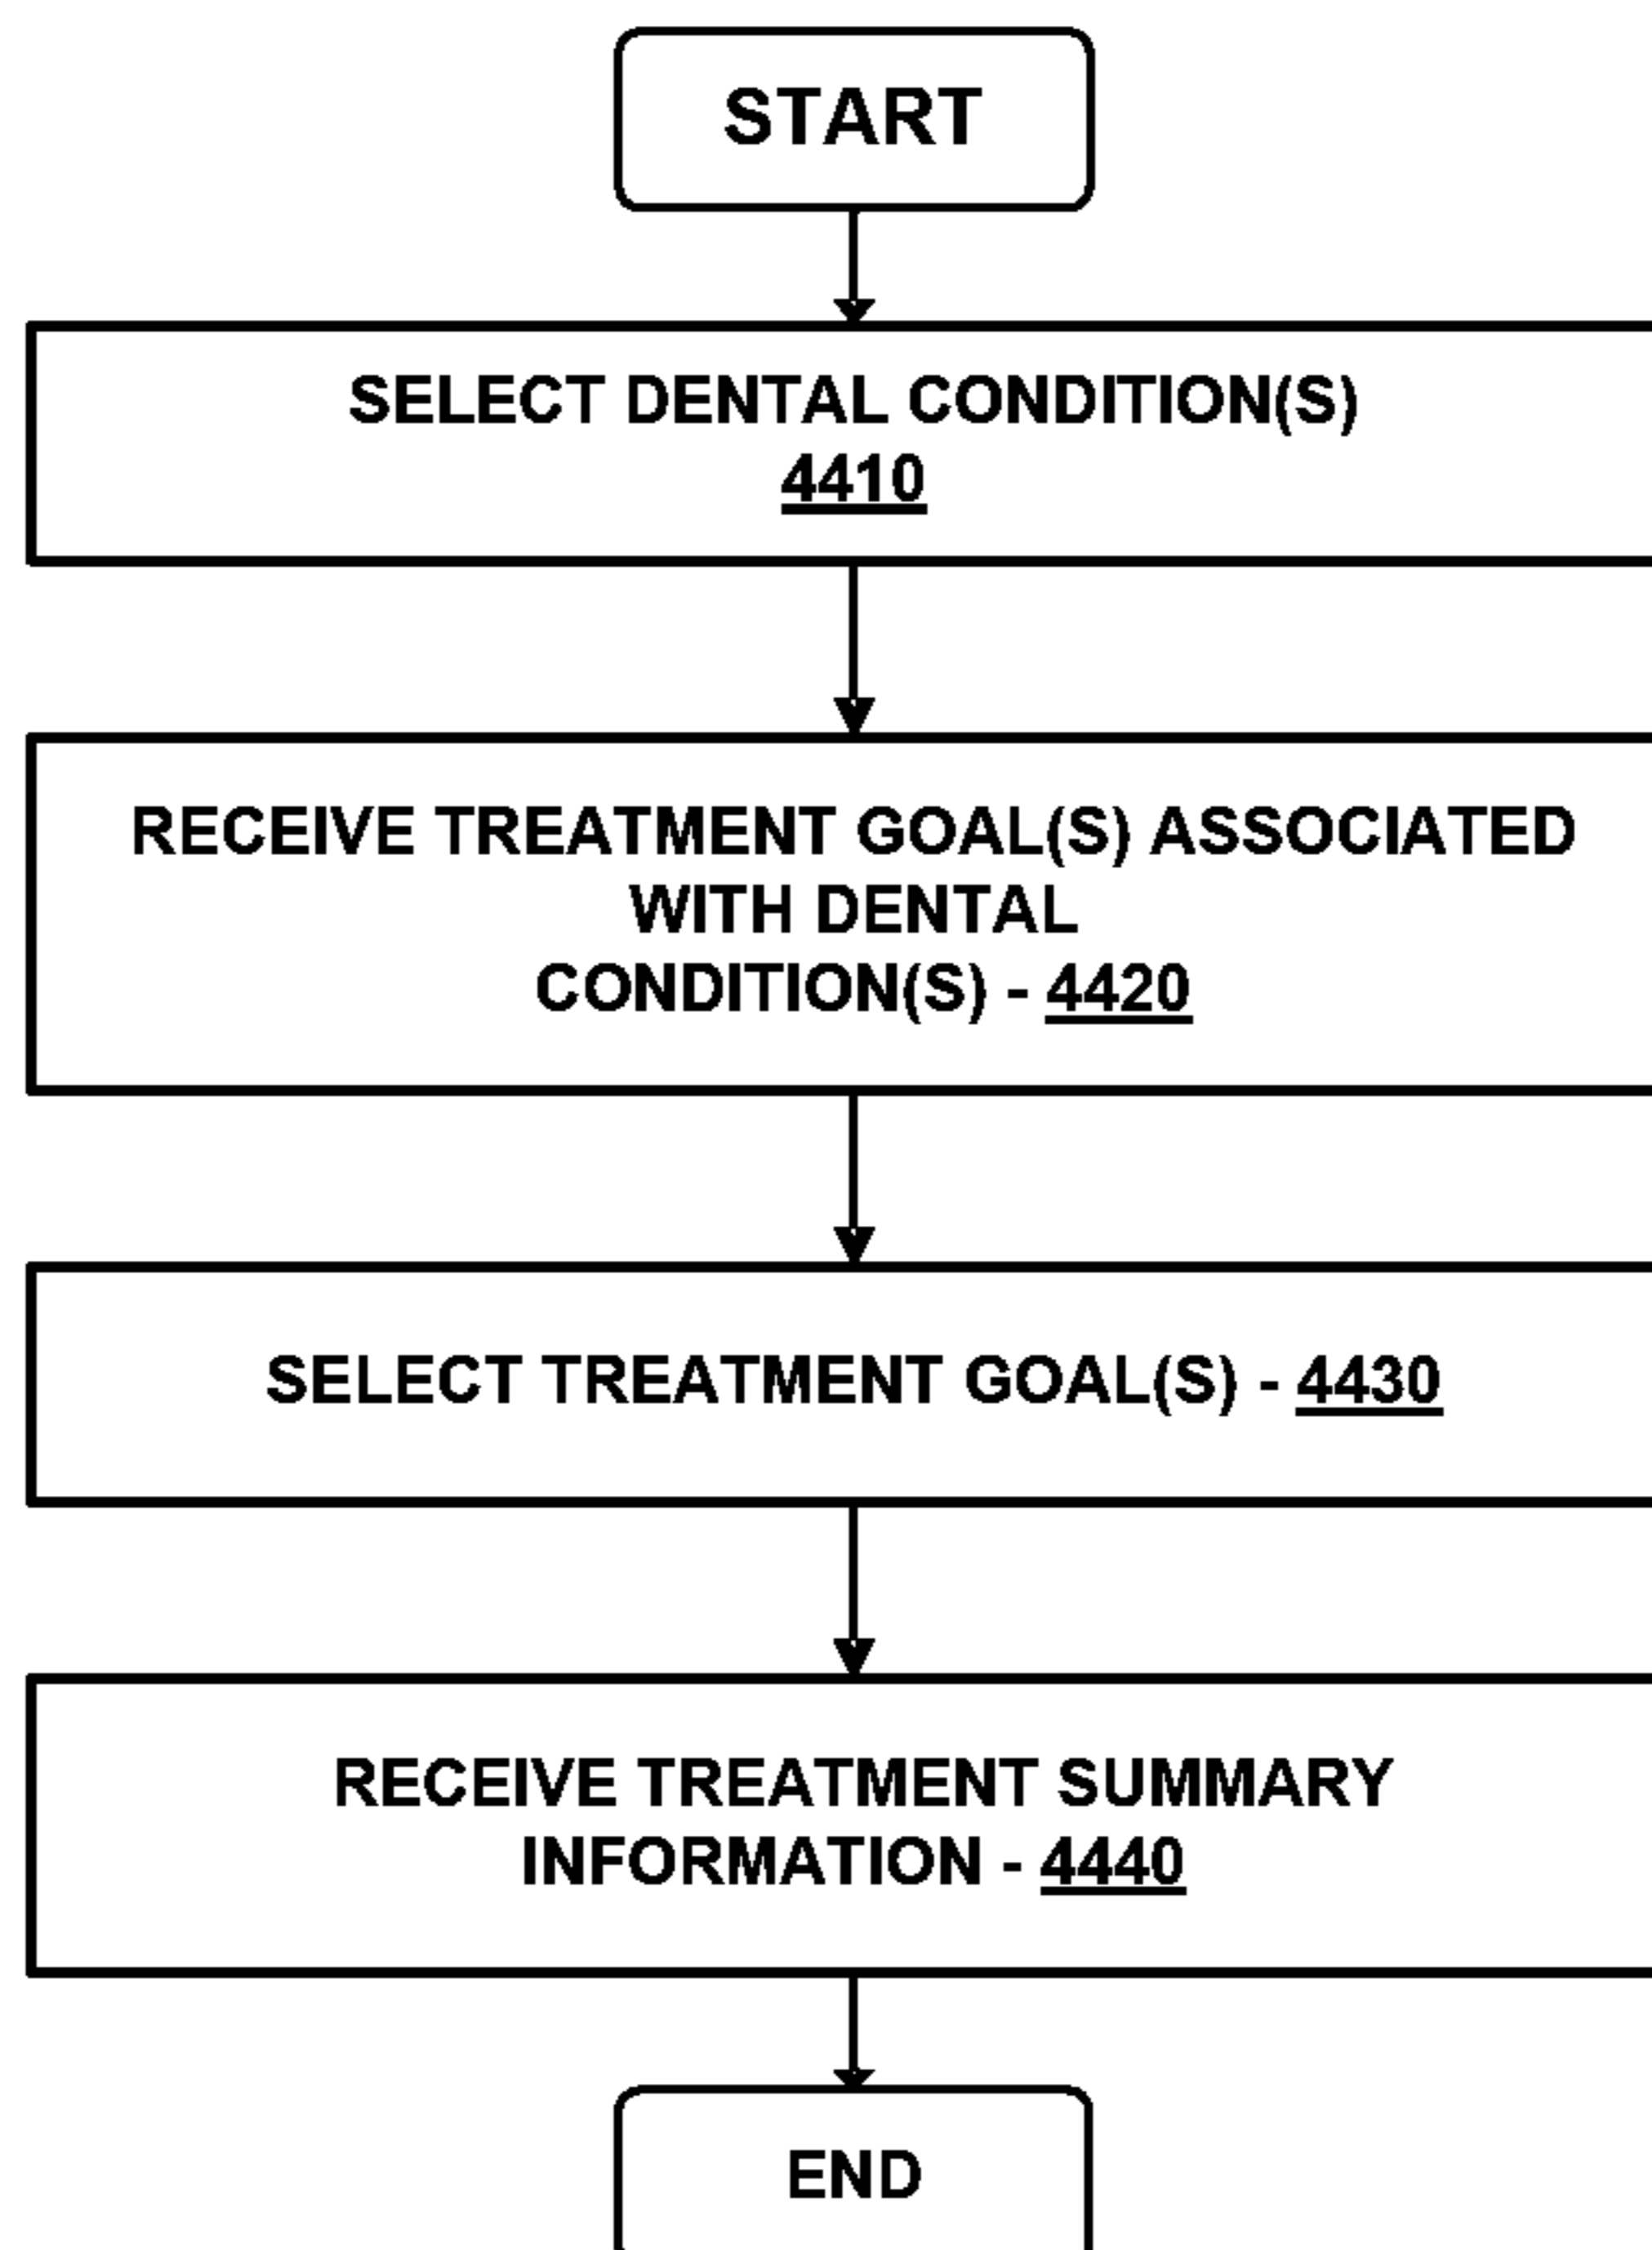 START
SELECT DENTAL CONDITION(S)
4410
RECEIVE TREATMENT GOAL(S) ASSOCIATED
WITH DENTAL
CONDITION(S) - 4420
SELECT TREATMENT GOAL(S) - 4430
RECEIVE TREATMENT SUMMARY
INFORMATION - 4440
END